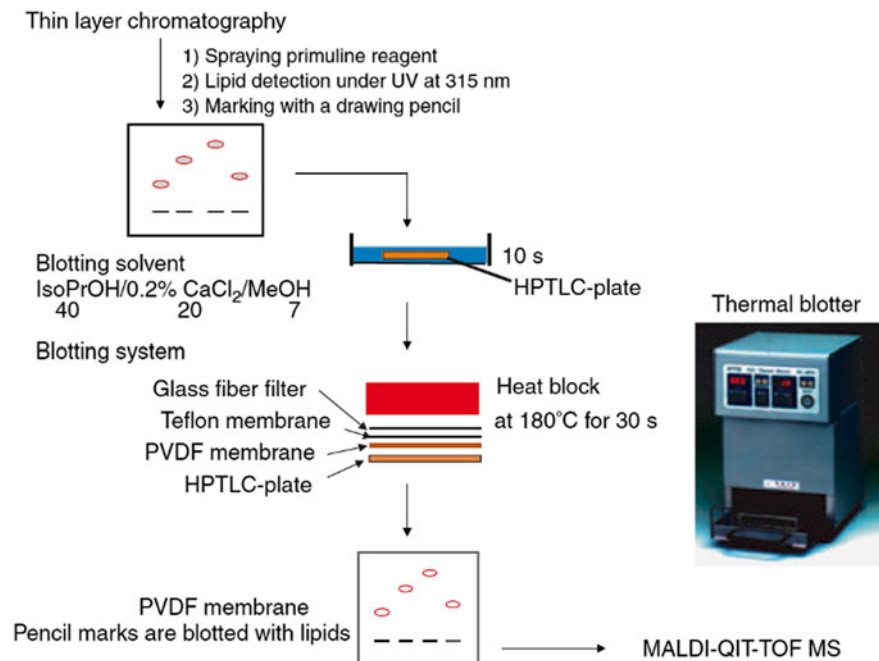 Thin layer chromatography
1) Spraying primuline reagent
2) Lipid detection under UV at 315 nm
3) Marking with a drawing pencil
10 s
HPTLC-plate
Blotting solvent
IsoPrOH/0.2% CaCl₂/MeOH
40 20 7
Thermal blotter
Blotting system
Glass fiber filter
Teflon membrane
PVDF membrane
HPTLC-plate
Heat block
at 180°C for 30 s
PVDF membrane
Pencil marks are blotted with lipids
MALDI-QIT-TOF MS